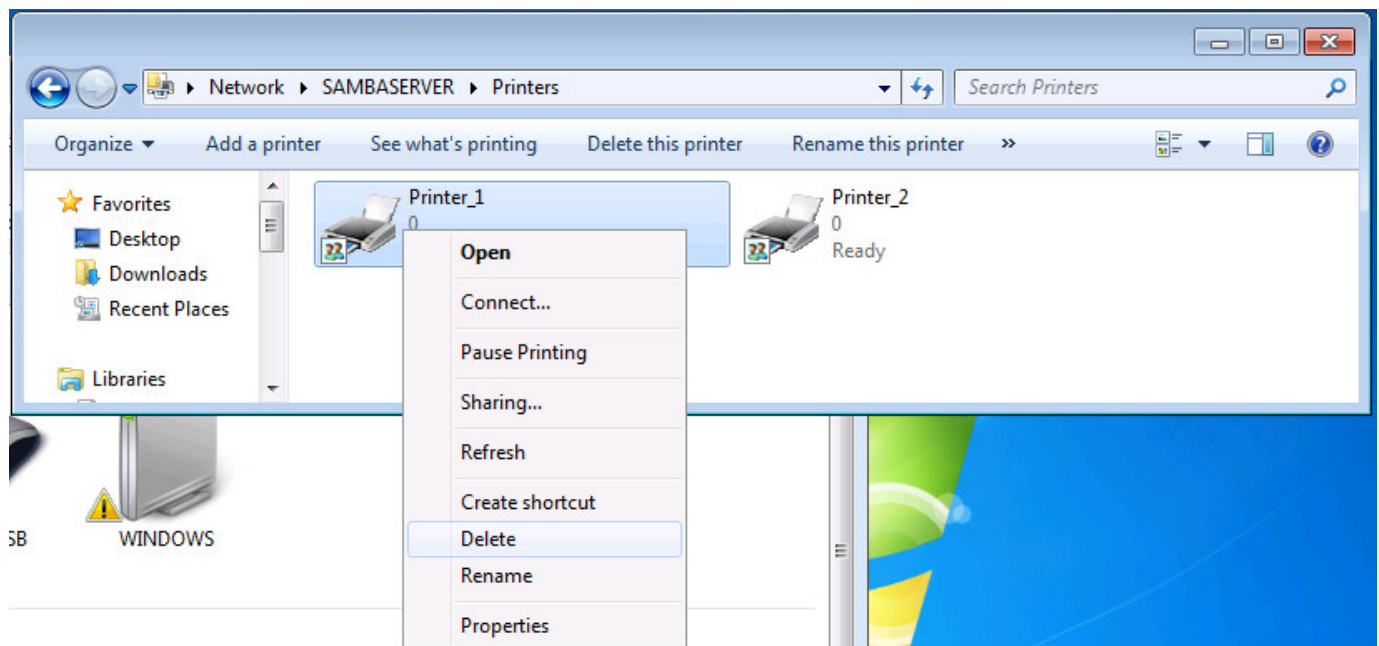 Network ▸ SAMBASERVER ▸ Printers
Search Printers
Organize
Add a printer
See what's printing
Delete this printer
Rename this printer
»
Favorites
Desktop
Downloads
Recent Places
Libraries
Printer_1
0
Printer_2
0
Ready
Open
Connect...
Pause Printing
Sharing...
Refresh
Create shortcut
Delete
Rename
Properties
SB
WINDOWS